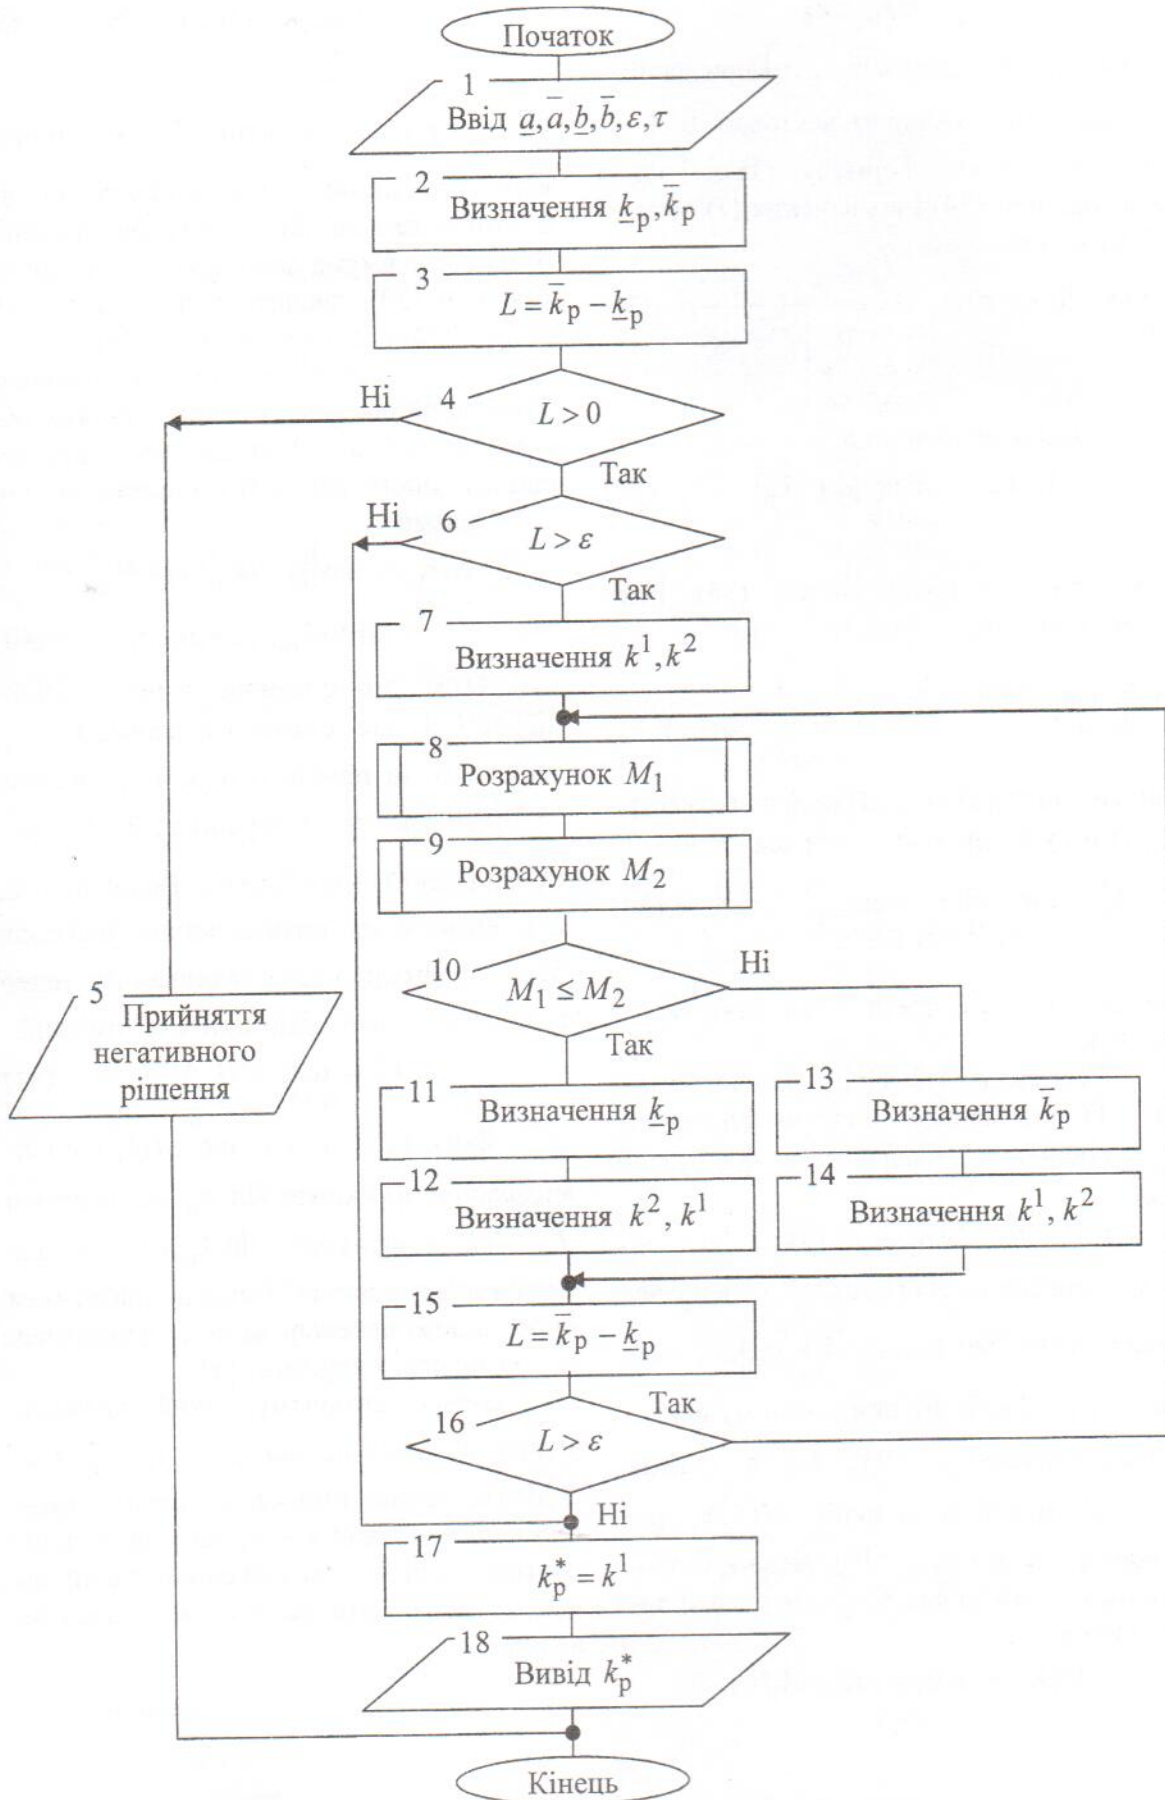 Початок
1
Ввід a̲, a̅, b̲, b̅, ε, τ
2
Визначення k̲р, k̅р
3
L = k̅р − k̲р
4
Ні
L > 0
Так
6
Ні
L > ε
Так
7
Визначення k¹, k²
8
Розрахунок M₁
9
Розрахунок M₂
10
M₁ ≤ M₂
Ні
Так
5
Прийняття
негативного
рішення
11
Визначення k̲р
13
Визначення k̅р
12
Визначення k², k¹
14
Визначення k¹, k²
15
L = k̅р − k̲р
16
L > ε
Так
Ні
17
k*р = k¹
18
Вивід k*р
Кінець